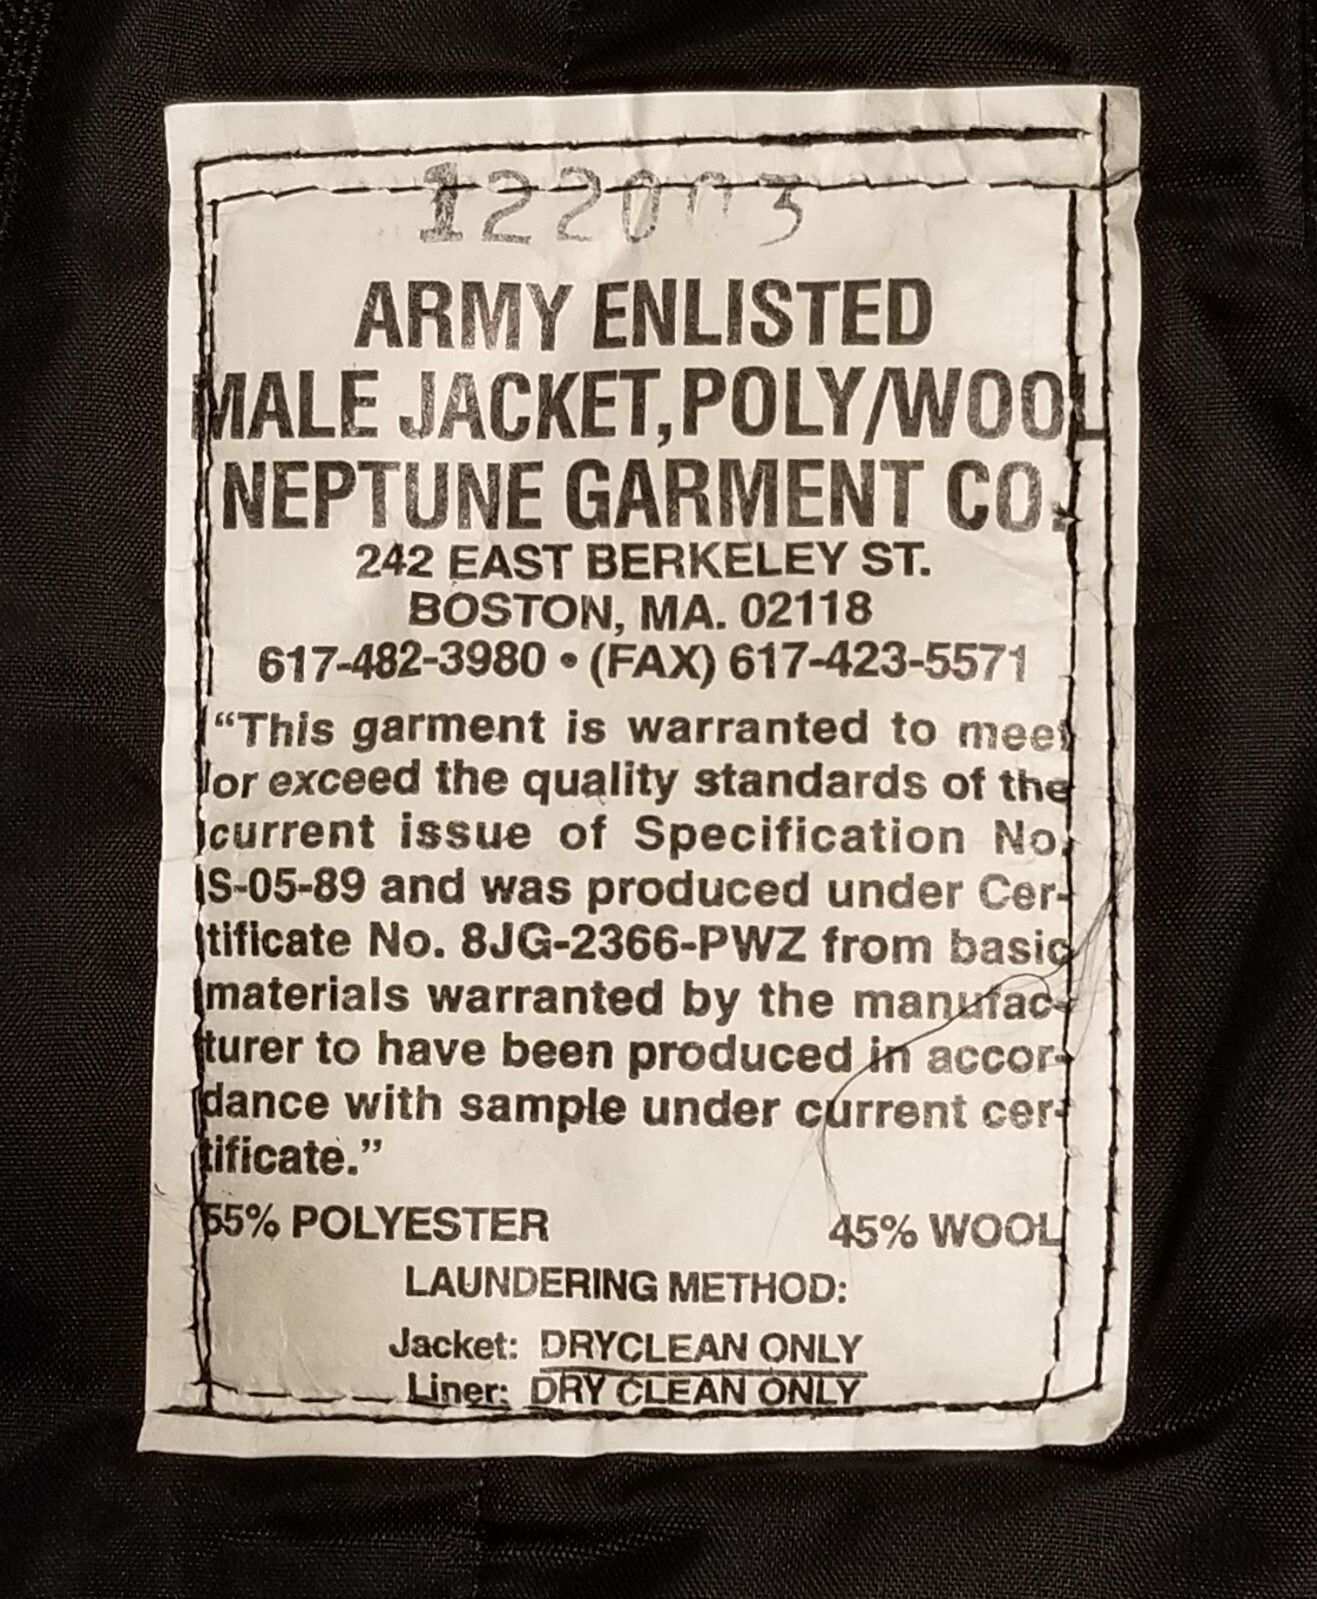 122003
ARMY ENLISTED
MALE JACKET, POLY/WOOL
NEPTUNE GARMENT CO.
242 EAST BERKELEY ST.
BOSTON, MA. 02118
617-482-3980 • (FAX) 617-423-5571
“This garment is warranted to meet
or exceed the quality standards of the
current issue of Specification No.
S-05-89 and was produced under Cer-
tificate No. 8JG-2366-PWZ from basic
materials warranted by the manufac-
turer to have been produced in accor-
dance with sample under current cer-
tificate.”
55% POLYESTER 45% WOOL
LAUNDERING METHOD:
Jacket: DRYCLEAN ONLY
Liner: DRY CLEAN ONLY